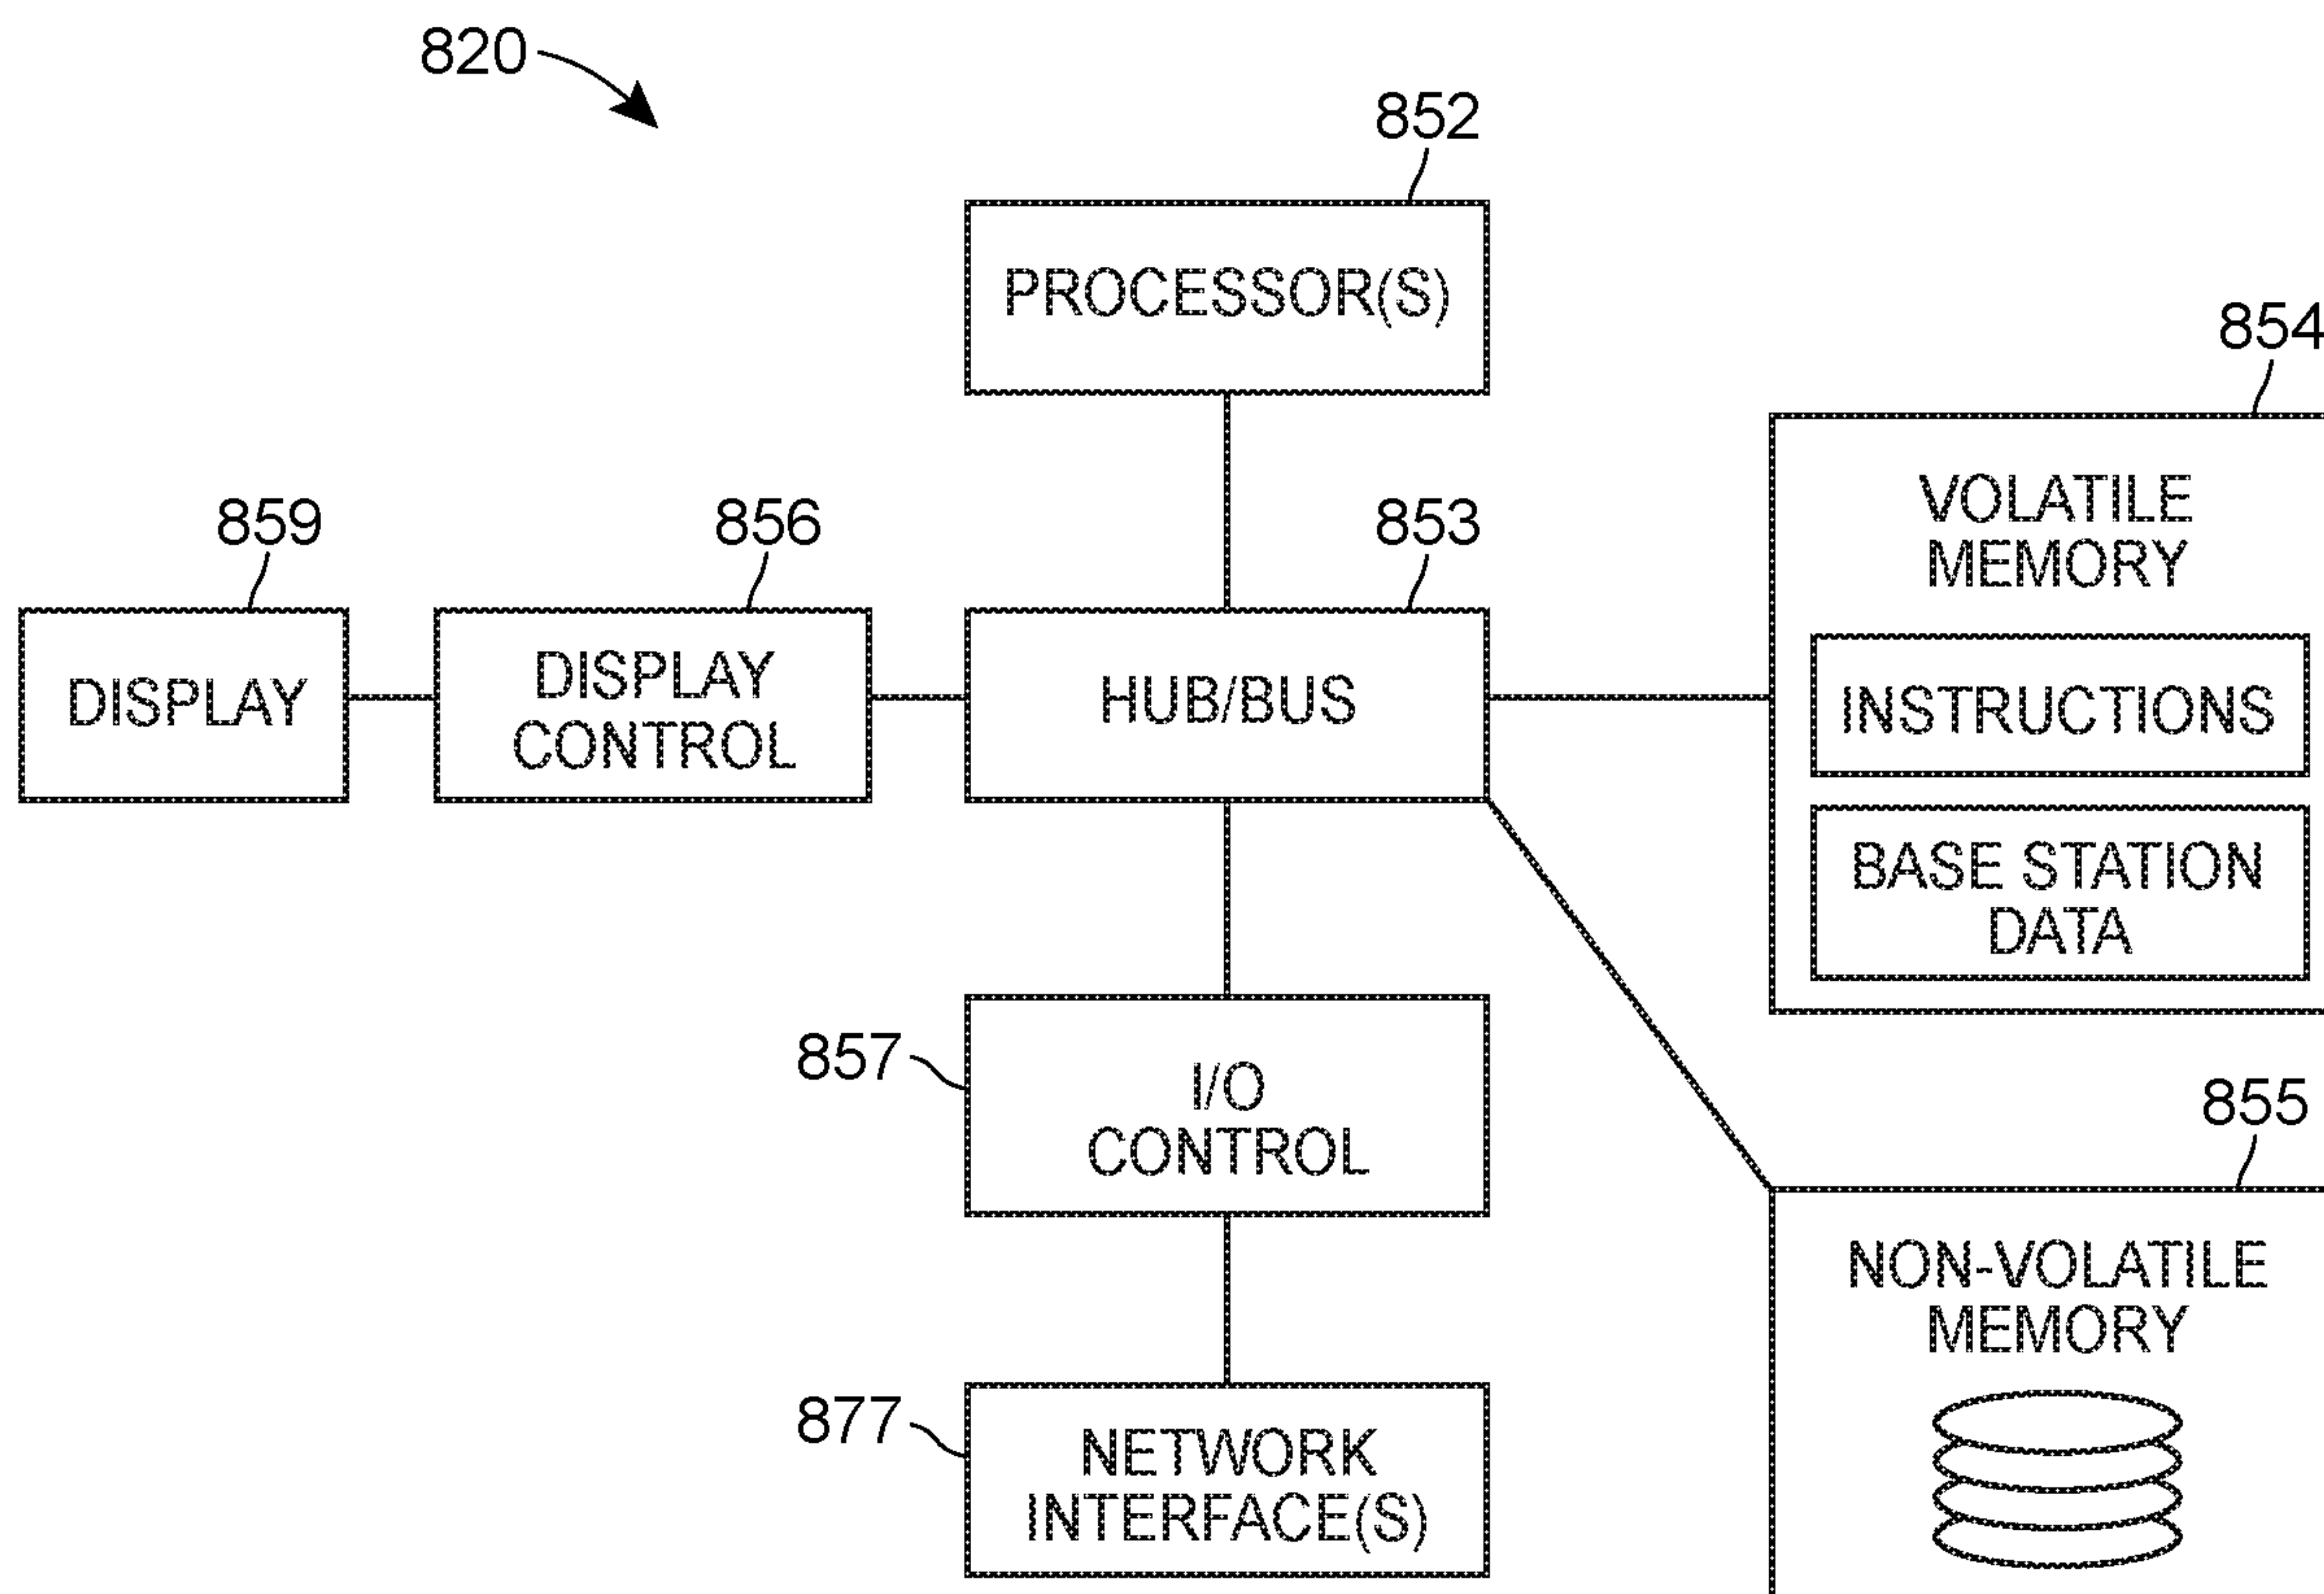 820
852
PROCESSOR(S)
854
VOLATILE
MEMORY
INSTRUCTIONS
BASE STATION
DATA
859
DISPLAY
856
DISPLAY
CONTROL
853
HUB/BUS
857
I/O
CONTROL
855
NON-VOLATILE
MEMORY
877
NETWORK
INTERFACE(S)